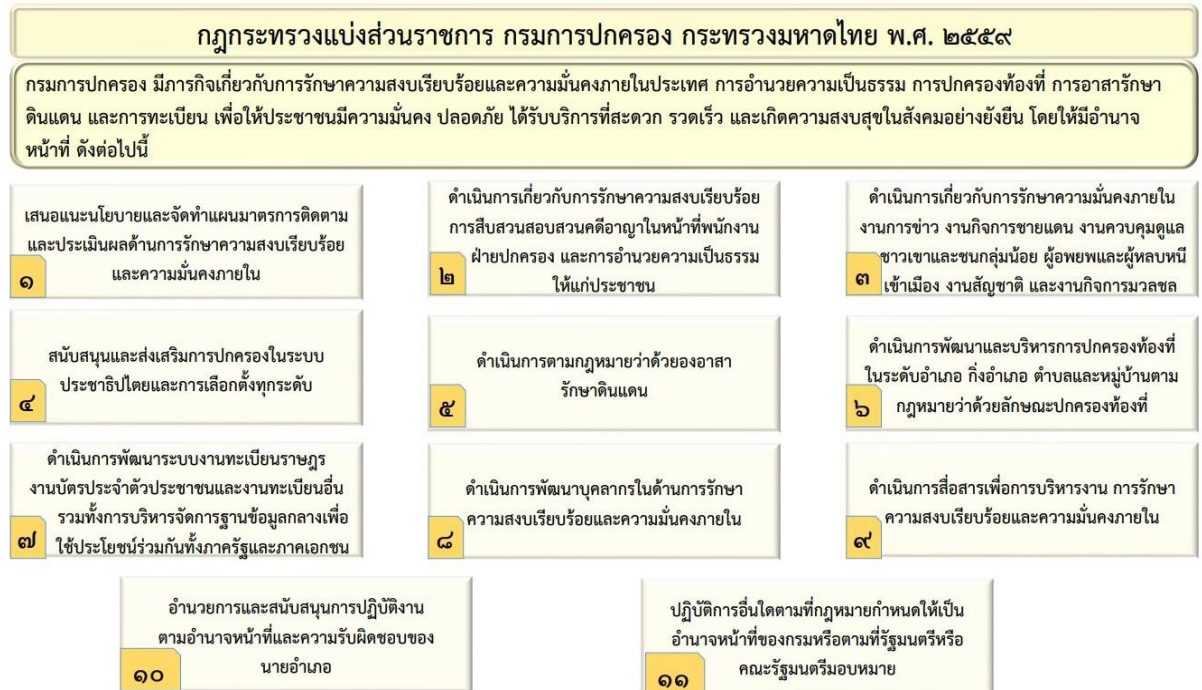 กฎกระทรวงแบ่งส่วนราชการ กรมการปกครอง กระทรวงมหาดไทย พ.ศ. ๒๕๕๙
กรมการปกครอง มีภารกิจเกี่ยวกับการรักษาความสงบเรียบร้อยและความมั่นคงภายในประเทศ การอำนวยความเป็นธรรม การปกครองท้องที่ การอาสารักษา
ดินแดน และการทะเบียน เพื่อให้ประชาชนมีความมั่นคง ปลอดภัย ได้รับบริการที่สะดวก รวดเร็ว และเกิดความสงบสุขในสังคมอย่างยั่งยืน โดยให้มีอำนาจ
หน้าที่ ดังต่อไปนี้
เสนอแนะนโยบายและจัดทำแผนมาตรการติดตาม
และประเมินผลด้านการรักษาความสงบเรียบร้อย
และความมั่นคงภายใน
๑
ดำเนินการเกี่ยวกับการรักษาความสงบเรียบร้อย
การสืบสวนสอบสวนคดีอาญาในหน้าที่พนักงาน
ฝ่ายปกครอง และการอำนวยความเป็นธรรม
ให้แก่ประชาชน
๒
ดำเนินการเกี่ยวกับการรักษาความมั่นคงภายใน
งานการข่าว งานกิจการชายแดน งานควบคุมดูแล
ชาวเขาและชนกลุ่มน้อย ผู้อพยพและผู้หลบหนี
เข้าเมือง งานสัญชาติ และงานกิจการมวลชล
๓
สนับสนุนและส่งเสริมการปกครองในระบบ
ประชาธิปไตยและการเลือกตั้งทุกระดับ
๔
ดำเนินการตามกฎหมายว่าด้วยองอาสา
รักษาดินแดน
๕
ดำเนินการพัฒนาและบริหารการปกครองท้องที่
ในระดับอำเภอ กิ่งอำเภอ ตำบลและหมู่บ้านตาม
กฎหมายว่าด้วยลักษณะปกครองท้องที่
๖
ดำเนินการพัฒนาระบบงานทะเบียนราษฎร
งานบัตรประจำตัวประชาชนและงานทะเบียนอื่น
รวมทั้งการบริหารจัดการฐานข้อมูลกลางเพื่อ
ใช้ประโยชน์ร่วมกันทั้งภาครัฐและภาคเอกชน
๗
ดำเนินการพัฒนาบุคลากรในด้านการรักษา
ความสงบเรียบร้อยและความมั่นคงภายใน
๘
ดำเนินการสื่อสารเพื่อการบริหารงาน การรักษา
ความสงบเรียบร้อยและความมั่นคงภายใน
๙
อำนวยการและสนับสนุนการปฏิบัติงาน
ตามอำนาจหน้าที่และความรับผิดชอบของ
นายอำเภอ
๑๐
ปฏิบัติการอื่นใดตามที่กฎหมายกำหนดให้เป็น
อำนาจหน้าที่ของกรมหรือตามที่รัฐมนตรีหรือ
คณะรัฐมนตรีมอบหมาย
๑๑